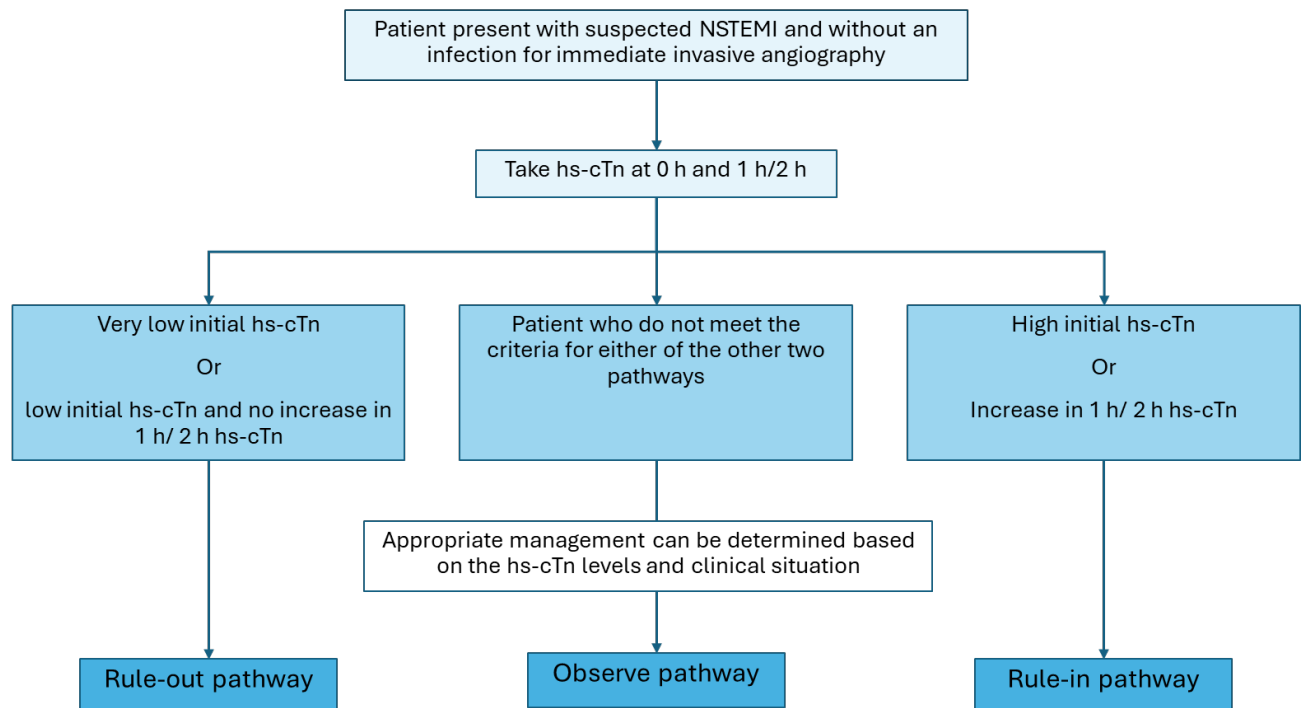 Patient present with suspected NSTEMI and without an
infection for immediate invasive angiography
Take hs-cTn at 0 h and 1 h/2 h
Very low initial hs-cTn
Or
low initial hs-cTn and no increase in
1 h/ 2 h hs-cTn
Patient who do not meet the
criteria for either of the other two
pathways
High initial hs-cTn
Or
Increase in 1 h/ 2 h hs-cTn
Appropriate management can be determined based
on the hs-cTn levels and clinical situation
Rule-out pathway
Observe pathway
Rule-in pathway